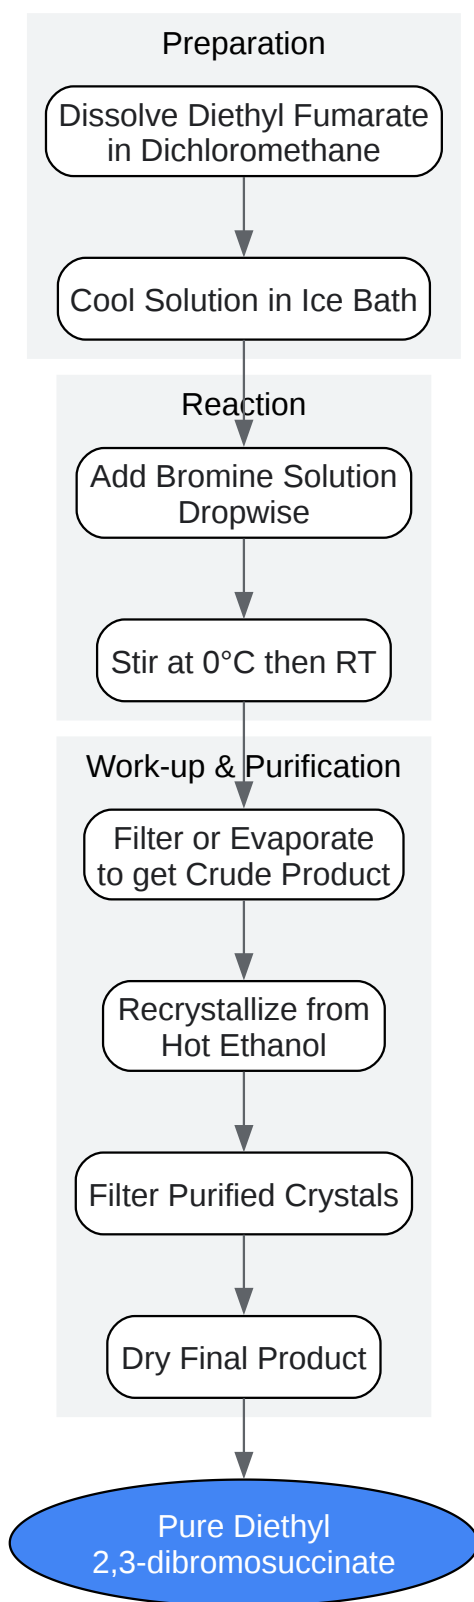 Preparation
Dissolve Diethyl Fumarate
in Dichloromethane
Cool Solution in Ice Bath
Reaction
Add Bromine Solution
Dropwise
Stir at 0°C then RT
Work-up & Purification
Filter or Evaporate
to get Crude Product
Recrystallize from
Hot Ethanol
Filter Purified Crystals
Dry Final Product
Pure Diethyl
2,3-dibromosuccinate